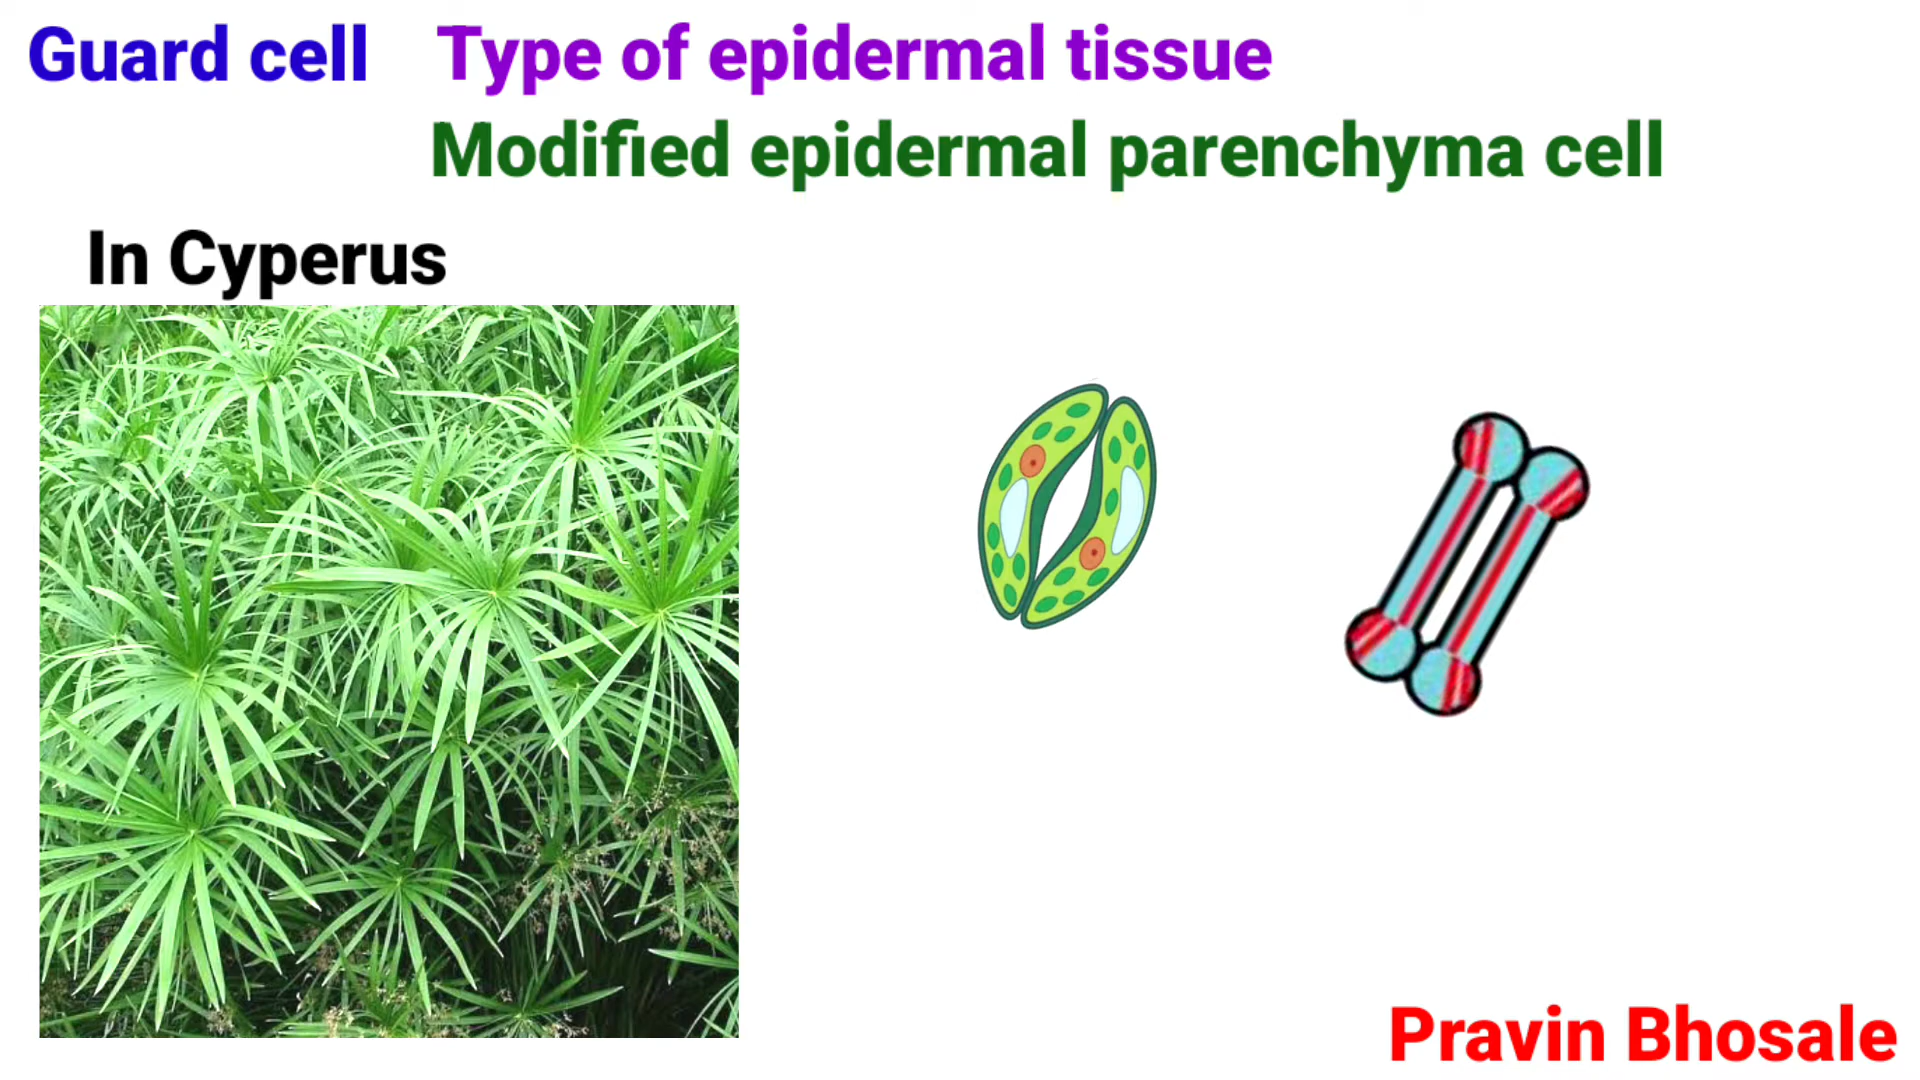 Guard cell Type of epidermal tissue
Modified epidermal parenchyma cell
In Cyperus
Pravin Bhosale